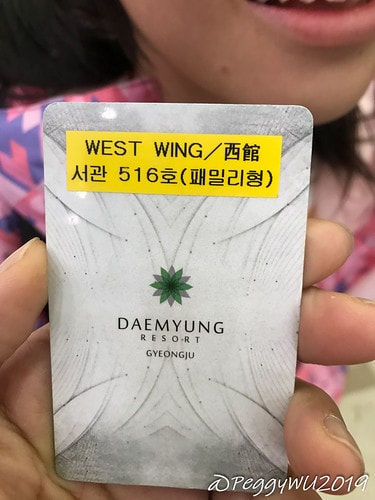 WEST WING／西館
서관 516호(패밀리형)
DAEMYUNG
RESORT
GYEONGJU
@PeggyWU2019